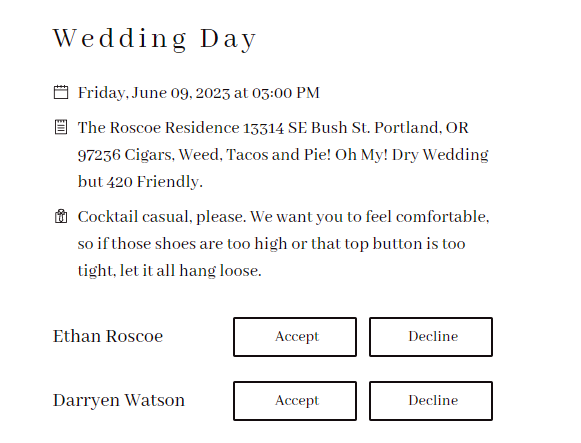 Wedding Day
Friday, June 09, 2023 at 03:00 PM
The Roscoe Residence 13314 SE Bush St. Portland, OR
97236 Cigars, Weed, Tacos and Pie! Oh My! Dry Wedding
but 420 Friendly.
Cocktail casual, please. We want you to feel comfortable,
so if those shoes are too high or that top button is too
tight, let it all hang loose.
Ethan Roscoe Accept Decline
Darryen Watson Accept Decline